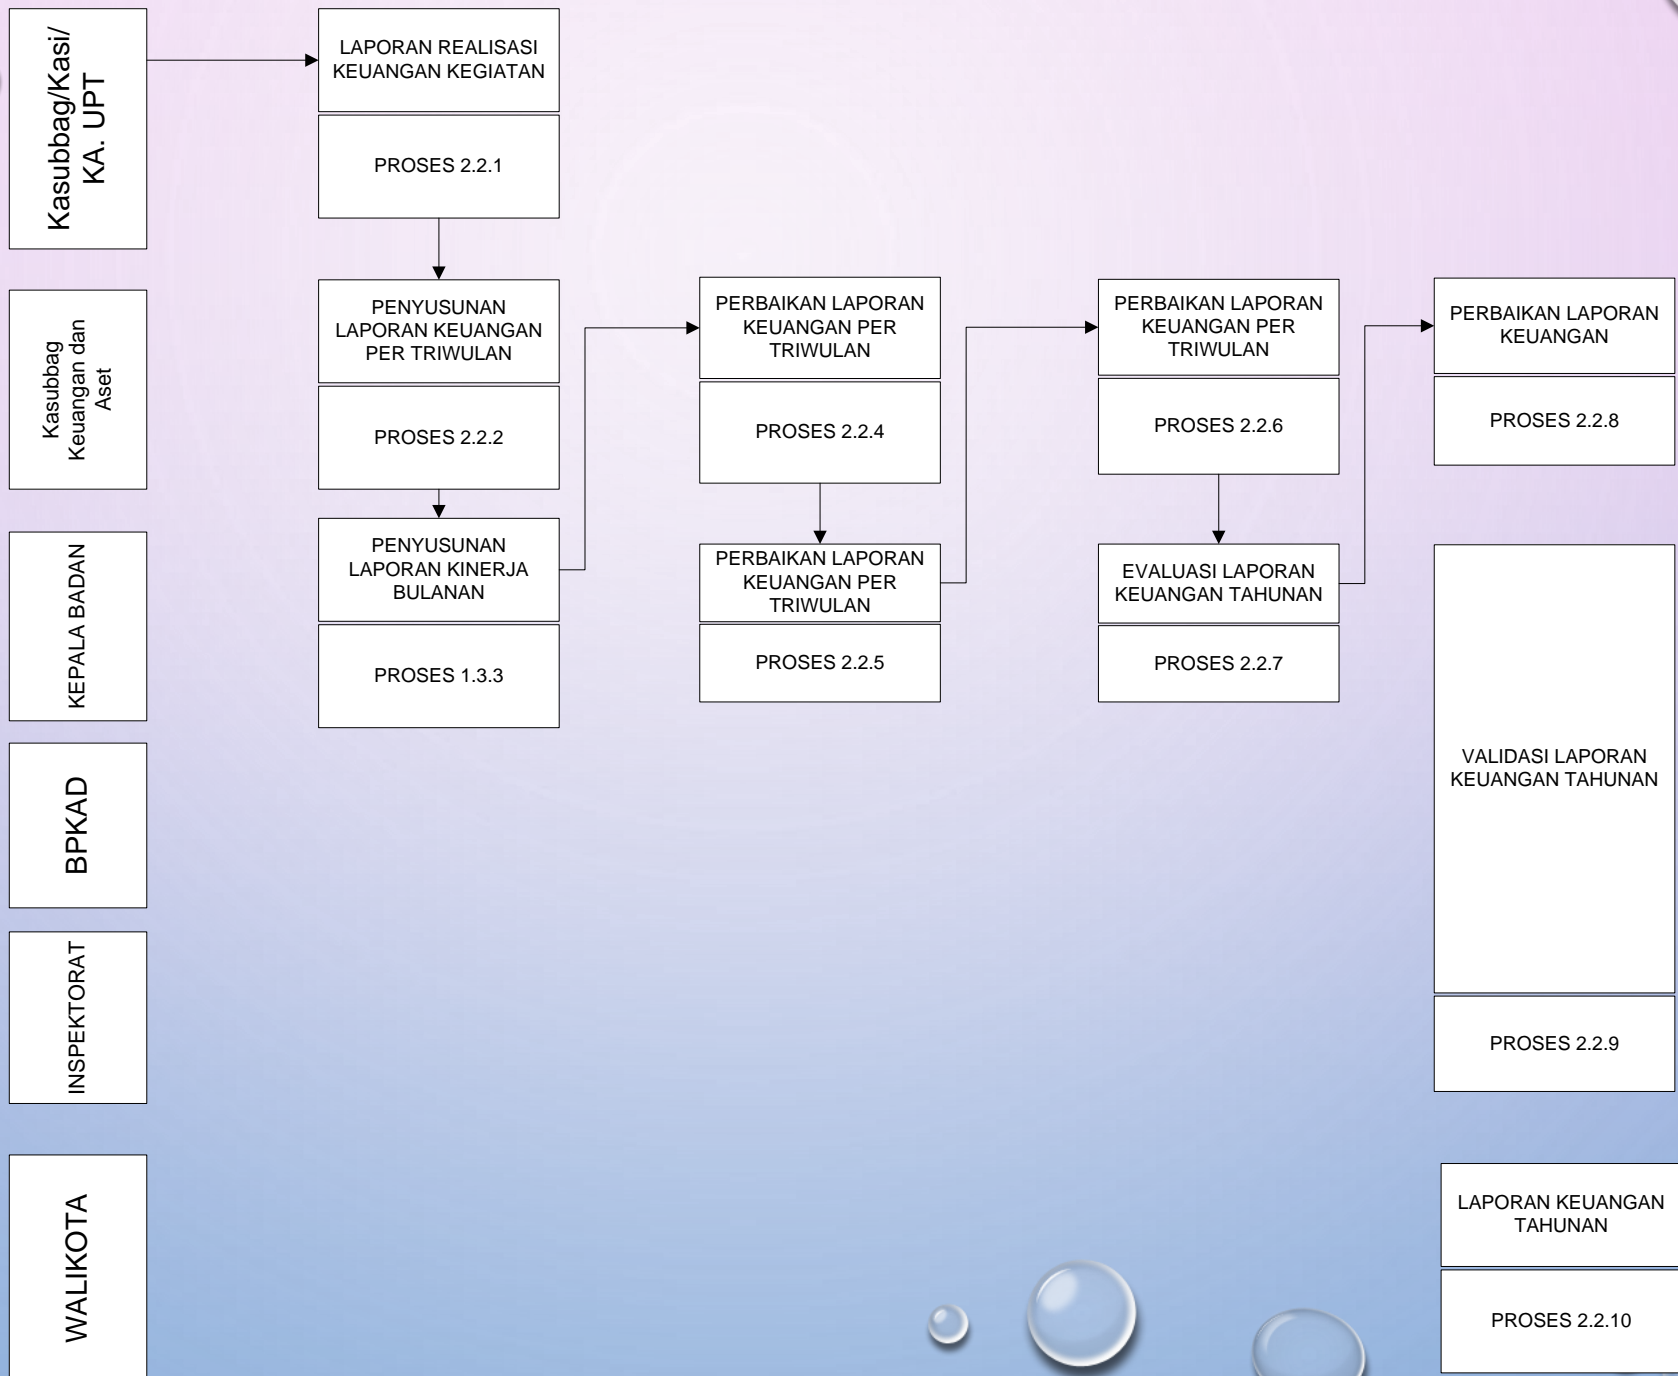 Kasubbag/Kasi/
KA. UPT
LAPORAN REALISASI
KEUANGAN KEGIATAN
PROSES 2.2.1
Kasubbag
Keuangan dan
Aset
PENYUSUNAN
LAPORAN KEUANGAN
PER TRIWULAN
PROSES 2.2.2
PERBAIKAN LAPORAN
KEUANGAN PER
TRIWULAN
PROSES 2.2.4
PERBAIKAN LAPORAN
KEUANGAN PER
TRIWULAN
PROSES 2.2.6
PERBAIKAN LAPORAN
KEUANGAN
PROSES 2.2.8
KEPALA BADAN
PENYUSUNAN
LAPORAN KINERJA
BULANAN
PROSES 1.3.3
PERBAIKAN LAPORAN
KEUANGAN PER
TRIWULAN
PROSES 2.2.5
EVALUASI LAPORAN
KEUANGAN TAHUNAN
PROSES 2.2.7
BPKAD
VALIDASI LAPORAN
KEUANGAN TAHUNAN
INSPEKTORAT
PROSES 2.2.9
WALIKOTA
LAPORAN KEUANGAN
TAHUNAN
PROSES 2.2.10